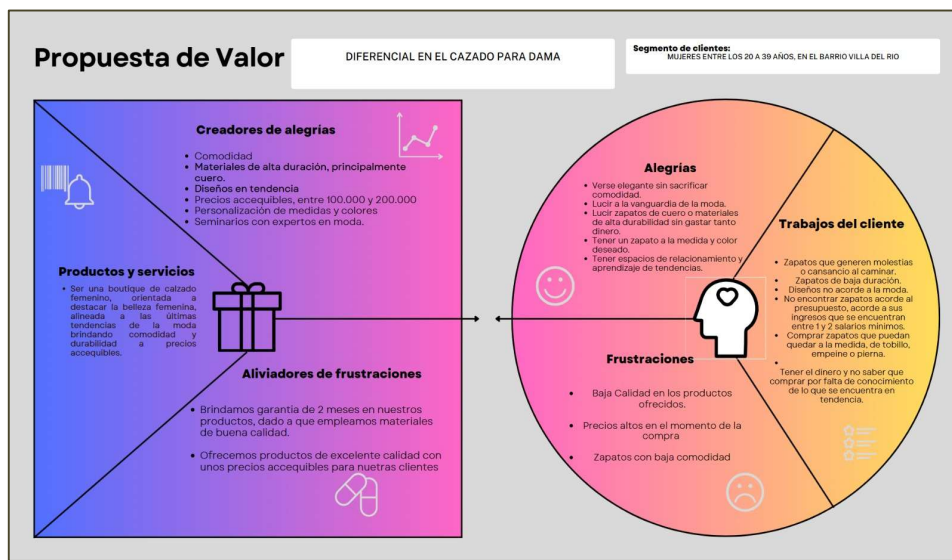 Propuesta de Valor
DIFERENCIAL EN EL CAZADO PARA DAMA
Segmento de clientes:
MUJERES ENTRE LOS 20 A 39 AÑOS, EN EL BARRIO VILLA DEL RIO
Creadores de alegrías
• Comodidad
• Materiales de alta duración, principalmente
cuero.
• Diseños en tendencia
• Precios accequibles, entre 100.000 y 200.000
• Personalización de medidas y colores
• Seminarios con expertos en moda.
Productos y servicios
• Ser una boutique de calzado
femenino, orientada a
destacar la belleza femenina,
alineada a las últimas
tendencias de la moda
brindando comodidad y
durabilidad a precios
accequibles.
Aliviadores de frustraciones
• Brindamos garantía de 2 meses en nuestros
productos, dado a que empleamos materiales
de buena calidad.
• Ofrecemos productos de excelente calidad con
unos precios accequibles para nuetras clientes
Alegrías
• Verse elegante sin sacrificar
comodidad.
• Lucir a la vanguardia de la moda.
• Lucir zapatos de cuero o materiales
de alta durabilidad sin gastar tanto
dinero.
• Tener un zapato a la medida y color
deseado.
• Tener espacios de relacionamiento y
aprendizaje de tendencias.
Trabajos del cliente
• Zapatos que generen molestias
o cansancio al caminar.
• Zapatos de baja duración.
• Diseños no acorde a la moda.
• No encontrar zapatos acorde al
presupuesto, acorde a sus
ingresos que se encuentran
entre 1 y 2 salarios mínimos.
• Comprar zapatos que puedan
quedar a la medida, de tobillo,
empeine o pierna.
•
Tener el dinero y no saber que
comprar por falta de conocimiento
de lo que se encuentra en
tendencia.
Frustraciones
• Baja Calidad en los productos
ofrecidos.
• Precios altos en el momento de la
compra
• Zapatos con baja comodidad